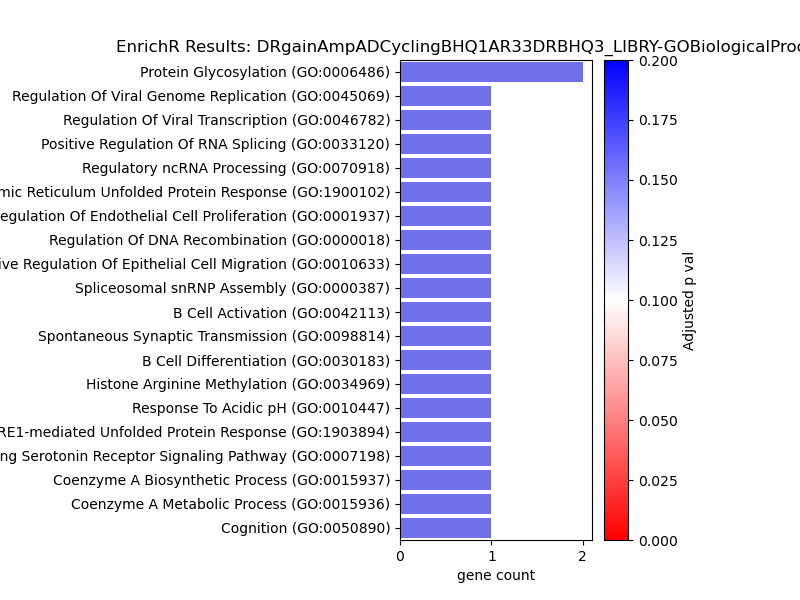 EnrichR Results: DRgainAmpADCyclingBHQ1AR33DRBHQ3_LIBRY-GOBiologicalProc
Protein Glycosylation (GO:0006486)
Regulation Of Viral Genome Replication (GO:0045069)
Regulation Of Viral Transcription (GO:0046782)
Positive Regulation Of RNA Splicing (GO:0033120)
Regulatory ncRNA Processing (GO:0070918)
mic Reticulum Unfolded Protein Response (GO:1900102)
egulation Of Endothelial Cell Proliferation (GO:0001937)
Regulation Of DNA Recombination (GO:0000018)
ive Regulation Of Epithelial Cell Migration (GO:0010633)
Spliceosomal snRNP Assembly (GO:0000387)
B Cell Activation (GO:0042113)
Spontaneous Synaptic Transmission (GO:0098814)
B Cell Differentiation (GO:0030183)
Histone Arginine Methylation (GO:0034969)
Response To Acidic pH (GO:0010447)
RE1-mediated Unfolded Protein Response (GO:1903894)
ng Serotonin Receptor Signaling Pathway (GO:0007198)
Coenzyme A Biosynthetic Process (GO:0015937)
Coenzyme A Metabolic Process (GO:0015936)
Cognition (GO:0050890)
0 1 2
gene count
0.200
0.175
0.150
0.125
0.100
0.075
0.050
0.025
0.000
Adjusted p val